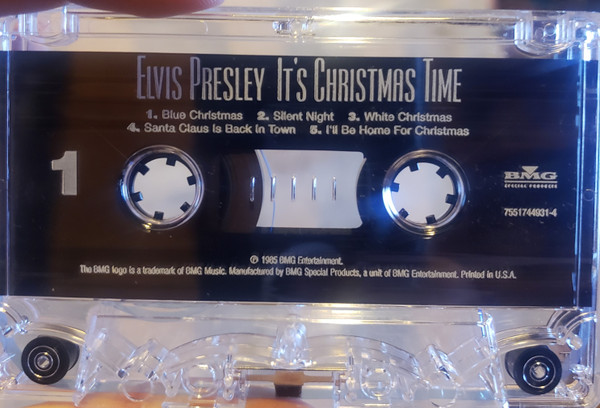 ELVIS PRESLEY IT'S CHRISTMAS TIME
1. Blue Christmas 2. Silent Night 3. White Christmas
4. Santa Claus Is Back In Town 5. I'll Be Home For Christmas
1
BMG
SPECIAL PRODUCTS
7551744931-4
℗ 1985 BMG Entertainment.
The BMG logo is a trademark of BMG Music. Manufactured by BMG Special Products, a unit of BMG Entertainment. Printed in U.S.A.